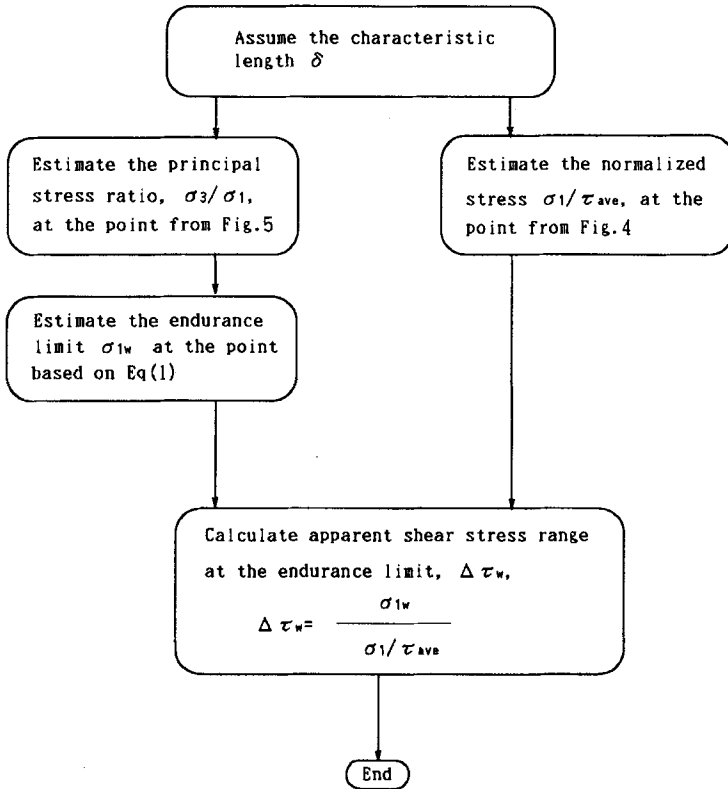 Assume the characteristic
length δ
Estimate the principal
stress ratio, σ3/σ1,
at the point from Fig.5
Estimate the normalized
stress σ1/τave, at the
point from Fig.4
Estimate the endurance
limit σ1w at the point
based on Eq(1)
Calculate apparent shear stress range
at the endurance limit, Δτw,
σ1w
Δτw=
σ1/τave
End